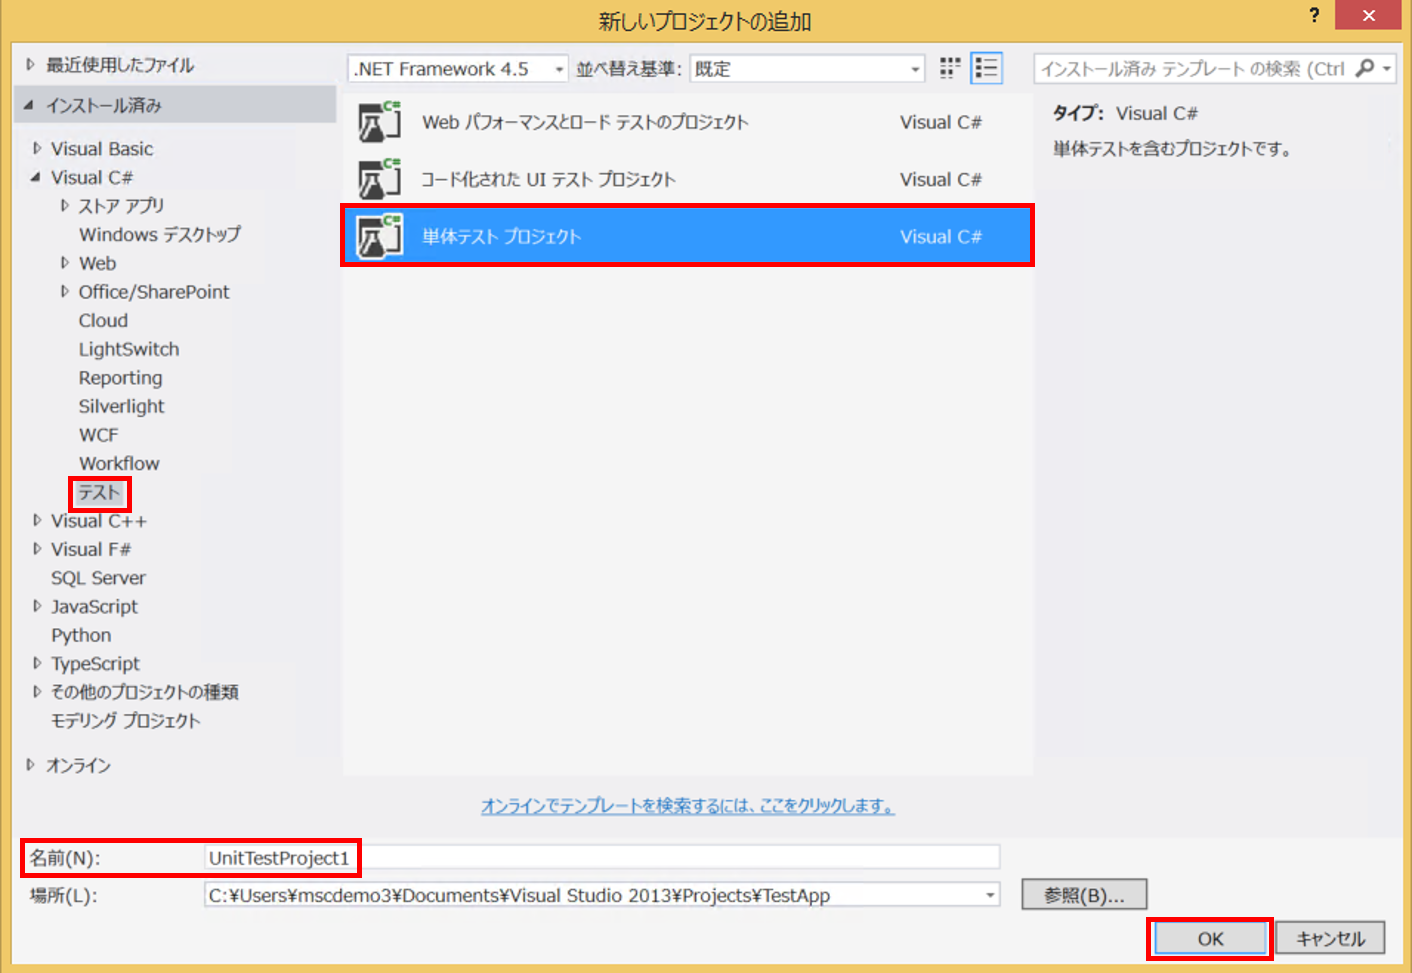 新しいプロジェクトの追加
?
最近使用したファイル
インストール済み
Visual Basic
Visual C#
ストア アプリ
Windows デスクトップ
Web
Office/SharePoint
Cloud
LightSwitch
Reporting
Silverlight
WCF
Workflow
テスト
Visual C++
Visual F#
SQL Server
JavaScript
Python
TypeScript
その他のプロジェクトの種類
モデリング プロジェクト
オンライン
.NET Framework 4.5 並べ替え基準: 既定
C# Web パフォーマンスとロード テストのプロジェクト Visual C#
C# コード化された UI テスト プロジェクト Visual C#
C# 単体テスト プロジェクト Visual C#
インストール済み テンプレート の検索 (Ctrl
タイプ: Visual C#
単体テストを含むプロジェクトです。
オンラインでテンプレートを検索するには、ここをクリックします。
名前(N): UnitTestProject1
場所(L): C:¥Users¥mscdemo3¥Documents¥Visual Studio 2013¥Projects¥TestApp 参照(B)...
OK キャンセル